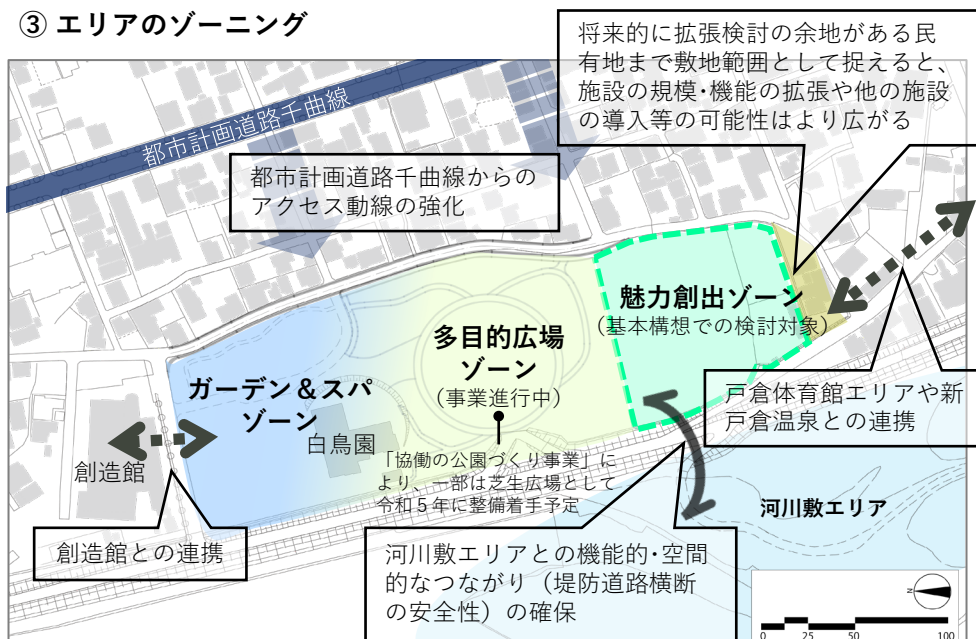 ③ エリアのゾーニング
将来的に拡張検討の余地がある民
有地まで敷地範囲として捉えると、
施設の規模・機能の拡張や他の施設
の導入等の可能性はより広がる
都市計画道路千曲線
都市計画道路千曲線からの
アクセス動線の強化
魅力創出ゾーン
(基本構想での検討対象)
多目的広場
ゾーン
(事業進行中)
ガーデン&スパ
ゾーン
白鳥園
創造館
「協働の公園づくり事業」に
より、一部は芝生広場として
令和5年に整備着手予定
戸倉体育館エリアや新
戸倉温泉との連携
河川敷エリア
創造館との連携
河川敷エリアとの機能的・空間
的なつながり(堤防道路横断
の安全性)の確保
N
0 25 50 100